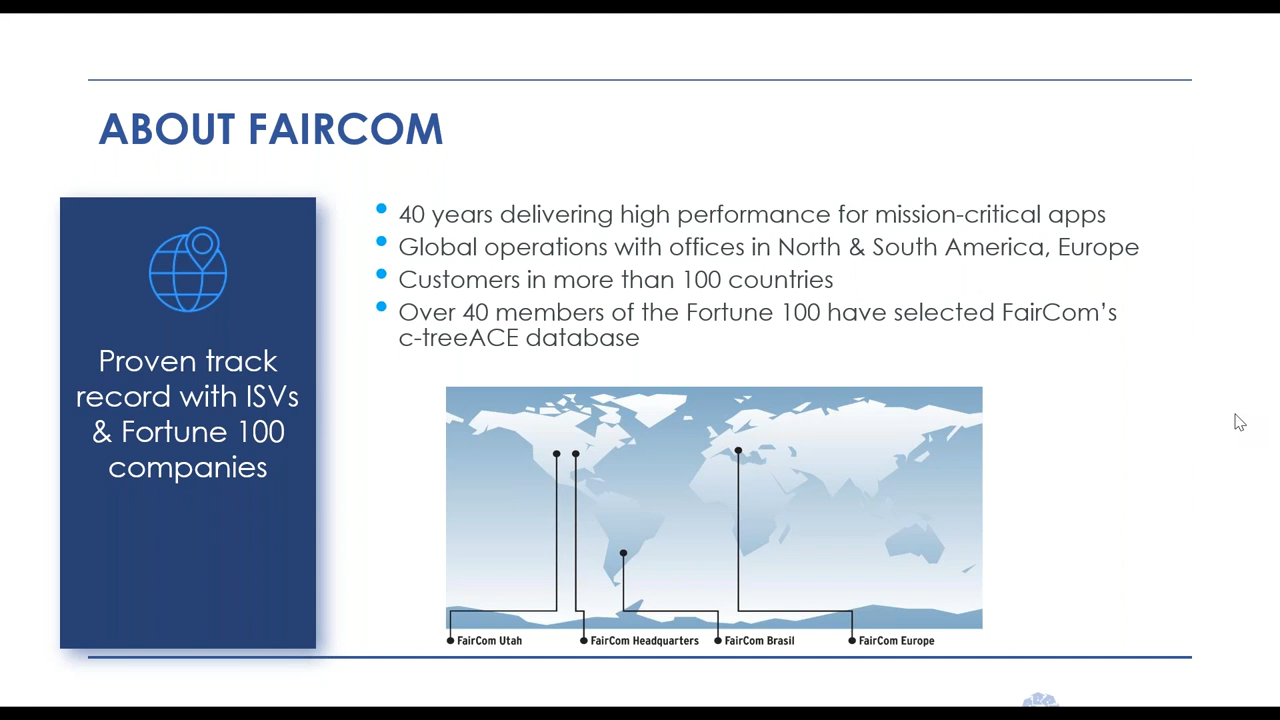 ABOUT FAIRCOM
Proven track
record with ISVs
& Fortune 100
companies
• 40 years delivering high performance for mission-critical apps
• Global operations with offices in North & South America, Europe
• Customers in more than 100 countries
• Over 40 members of the Fortune 100 have selected FairCom’s
c-treeACE database
FairCom Utah
FairCom Headquarters
FairCom Brasil
FairCom Europe